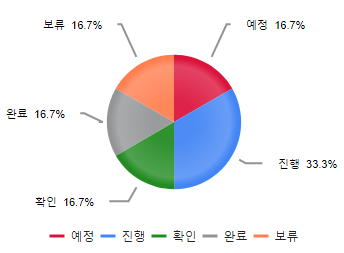 보류 16.7%
예정 16.7%
완료 16.7%
진행 33.3%
확인 16.7%
예정 진행 확인 완료 보류